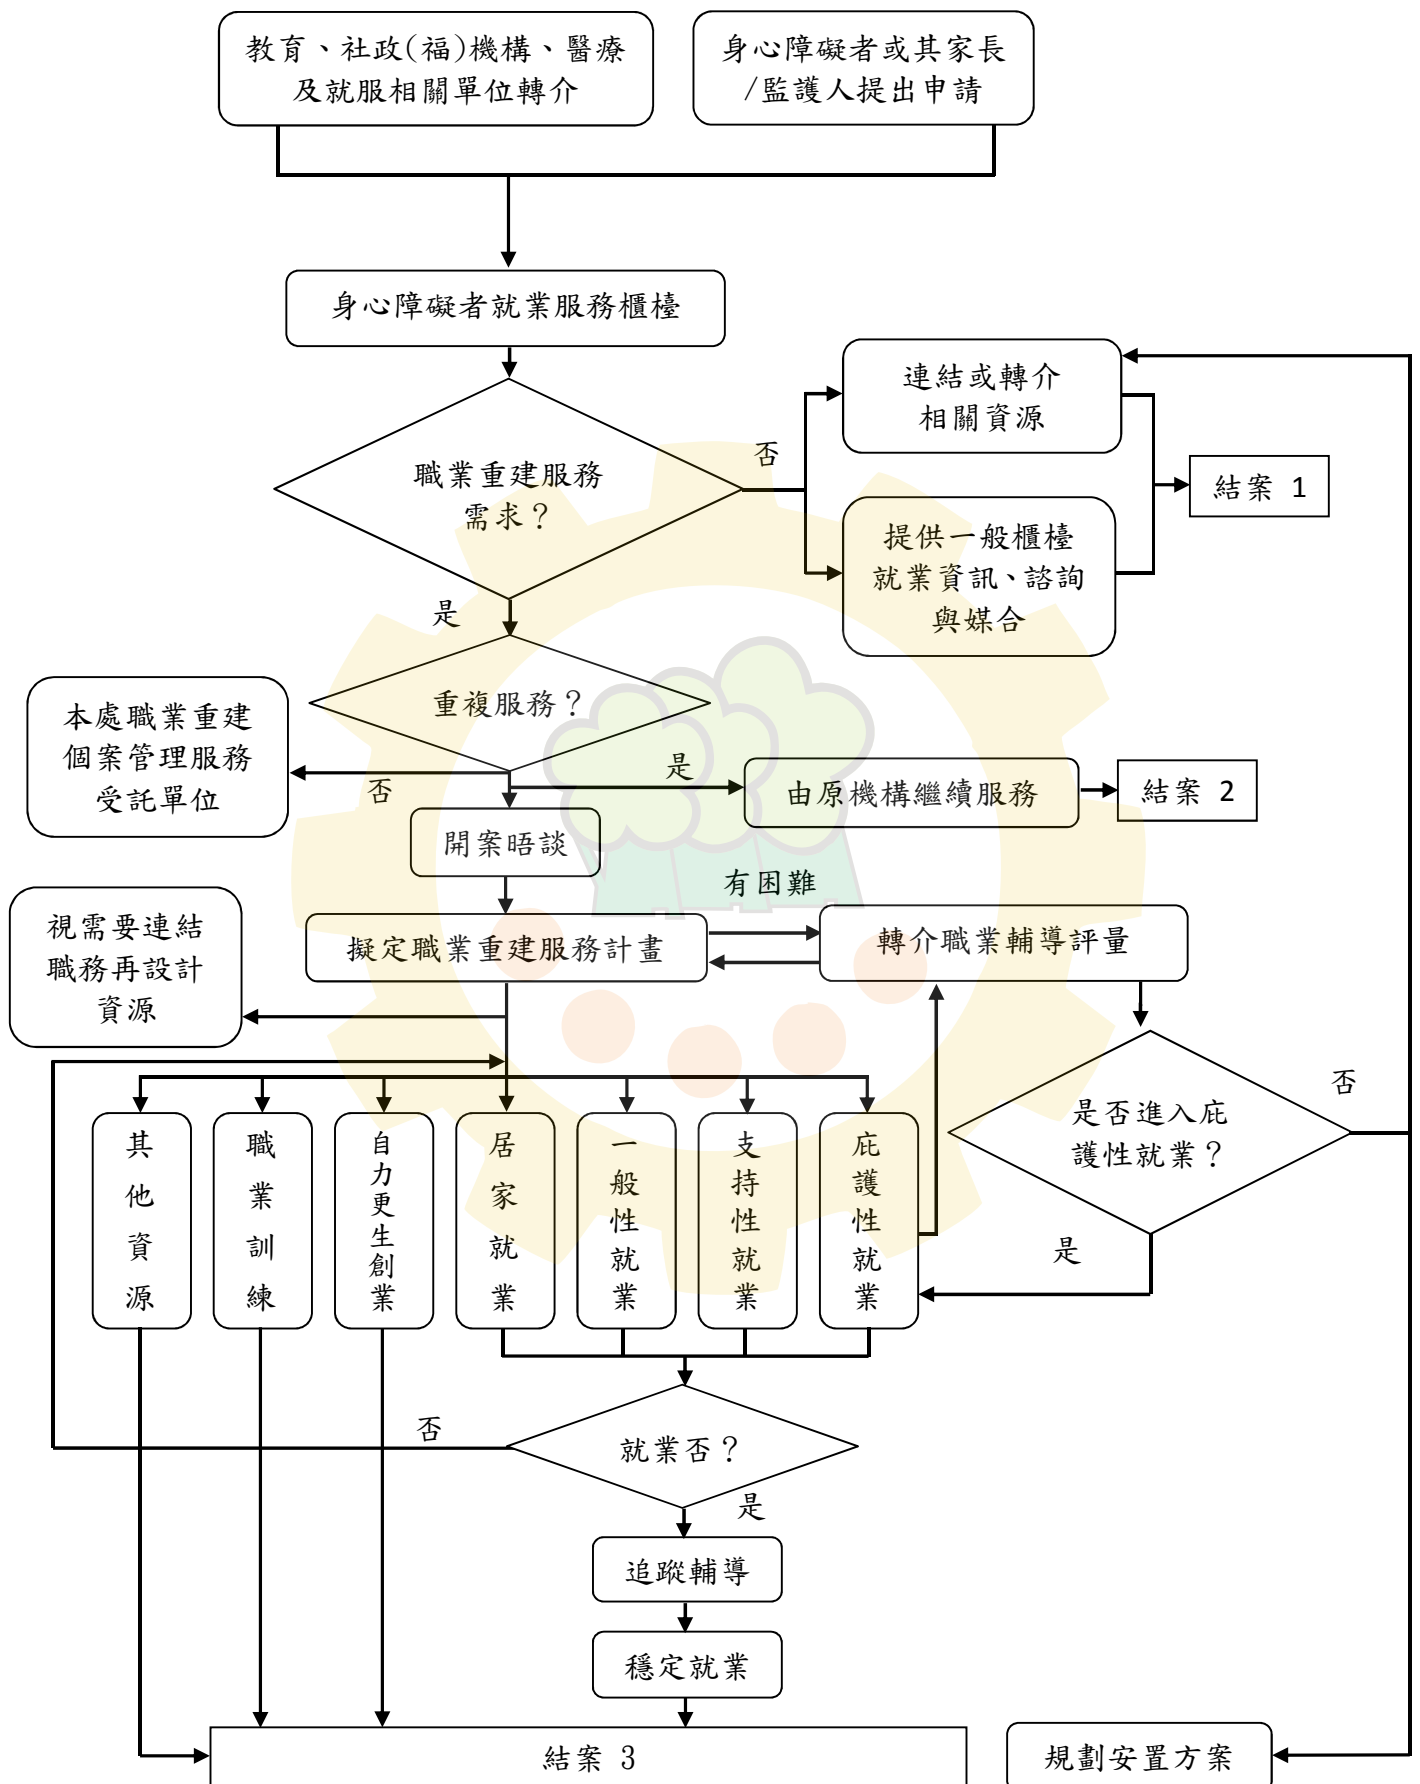 教育、社政(福)機構、醫療
及就服相關單位轉介
身心障礙者或其家長
/監護人提出申請
身心障礙者就業服務櫃檯
連結或轉介
相關資源
否
職業重建服務
需求？
結案 1
提供一般櫃檯
就業資訊、諮詢
與媒合
是
重複服務？
本處職業重建
個案管理服務
受託單位
否
是
由原機構繼續服務
結案 2
開案晤談
有困難
視需要連結
職務再設計
資源
擬定職業重建服務計畫
轉介職業輔導評量
否
是否進入庇
護性就業？
是
其他資源
職業訓練
自力更生創業
居家就業
一般性就業
支持性就業
庇護性就業
否
就業否？
是
追蹤輔導
穩定就業
結案 3
規劃安置方案